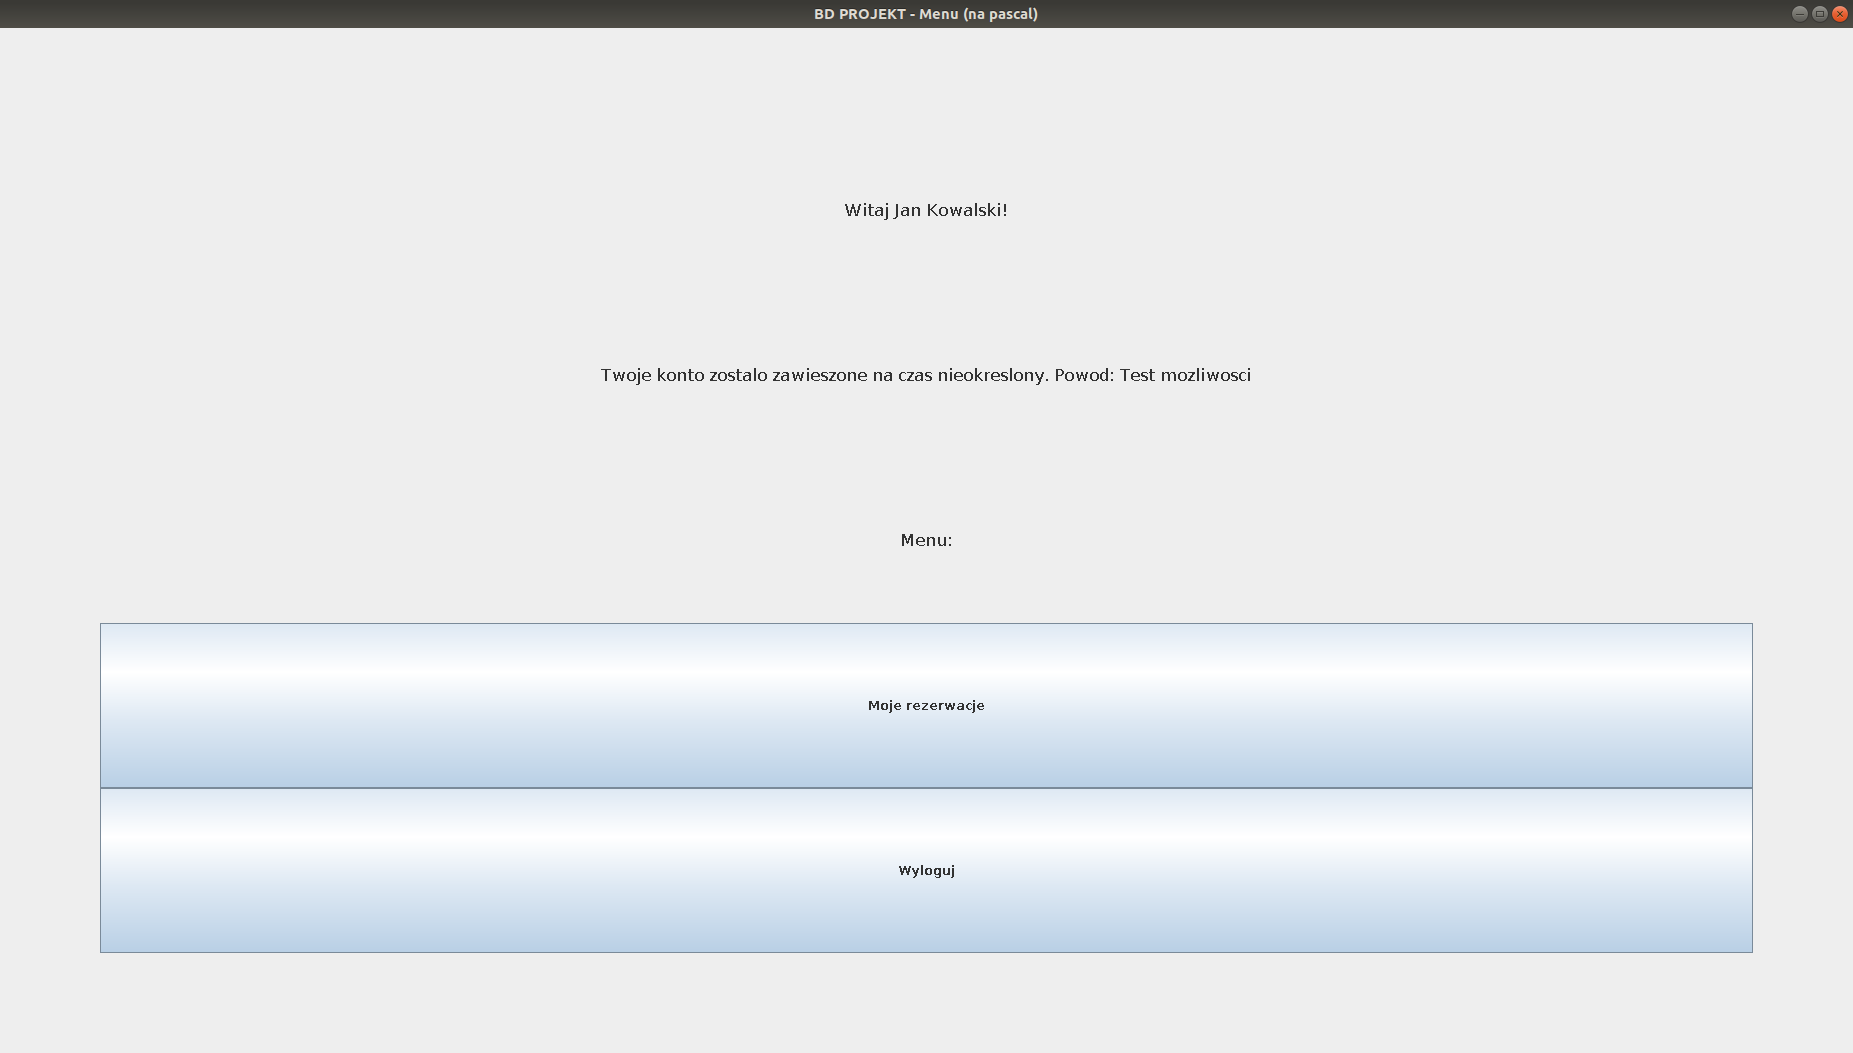 BD PROJEKT - Menu (na pascal)
Witaj Jan Kowalski!
Twoje konto zostalo zawieszone na czas nieokreslony. Powod: Test mozliwosci
Menu:
Moje rezerwacje
Wyloguj